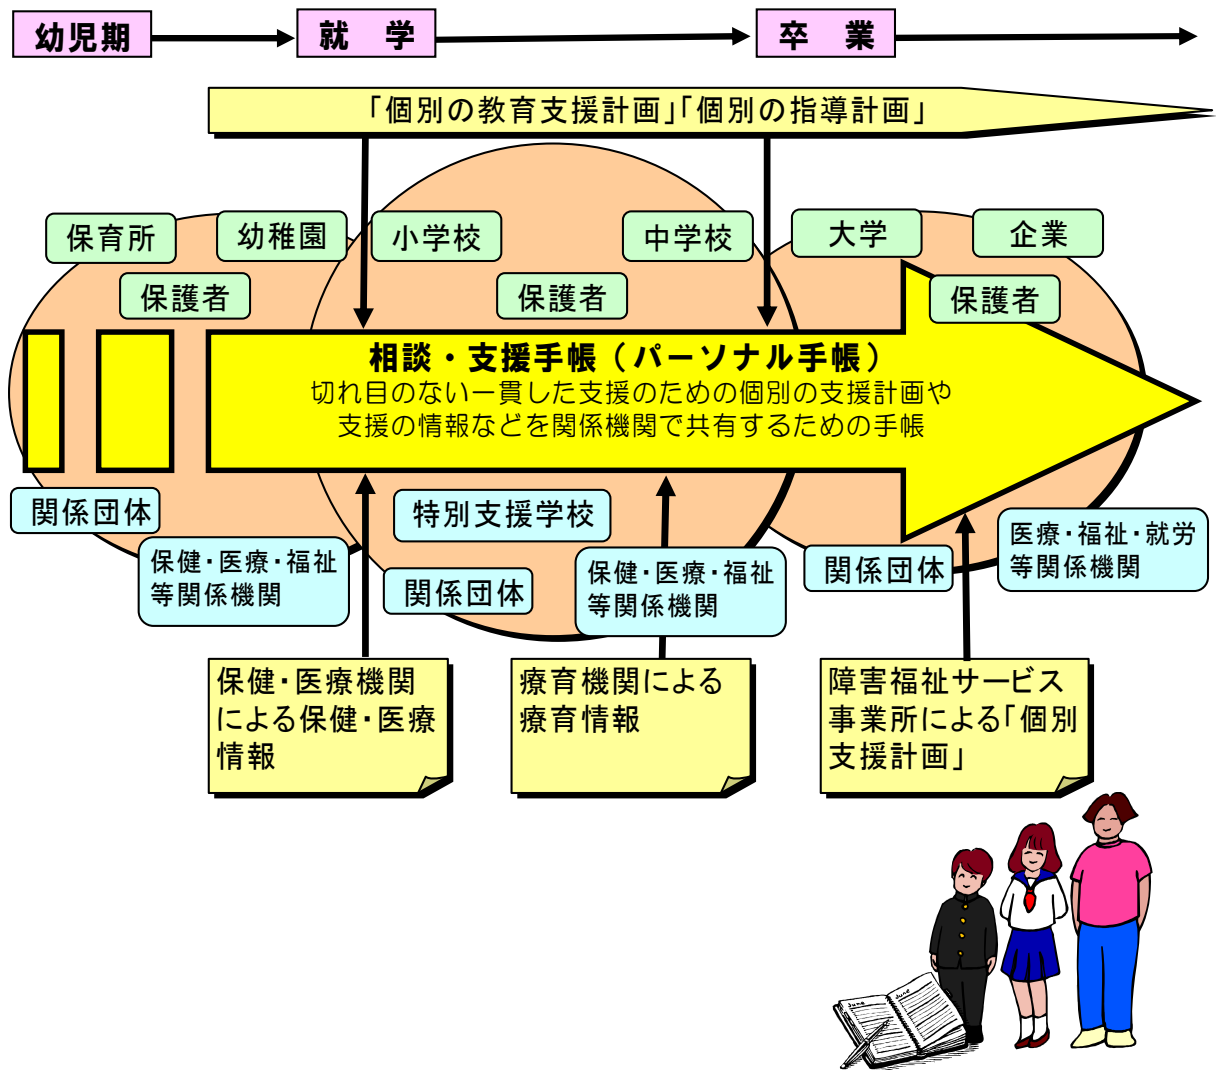 幼児期
就　学
卒　業
「個別の教育支援計画」「個別の指導計画」
保育所
幼稚園
小学校
中学校
大学
企業
保護者
保護者
保護者
相談・支援手帳（パーソナル手帳）
切れ目のない一貫した支援のための個別の支援計画や
支援の情報などを関係機関で共有するための手帳
関係団体
特別支援学校
保健・医療・福祉
等関係機関
関係団体
保健・医療・福祉
等関係機関
関係団体
医療・福祉・就労
等関係機関
保健・医療機関
による保健・医療
情報
療育機関による
療育情報
障害福祉サービス
事業所による「個別
支援計画」
June
June